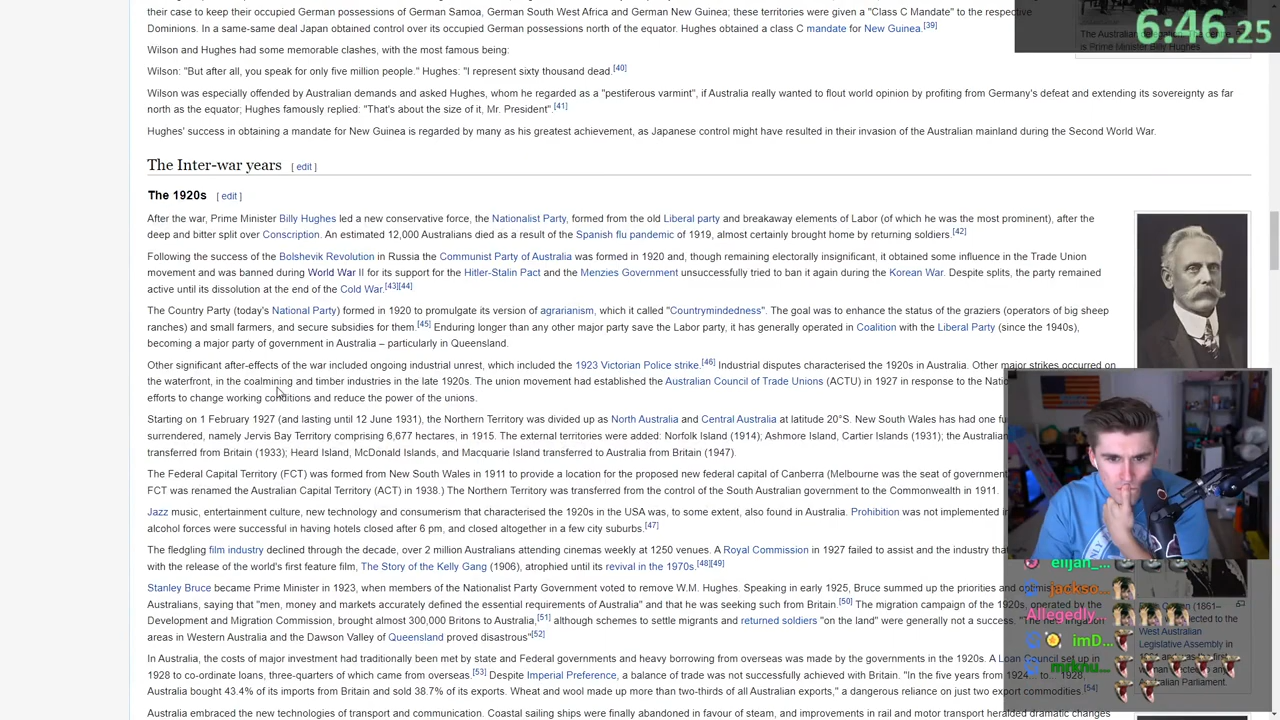 their case to keep their occupied German possessions of German Samoa, German South West Africa and German New Guinea; these territories were given a "Class C Mandate" to the respective
Dominions. In a same-same deal Japan obtained control over its occupied German possessions north of the equator. Hughes obtained a class C mandate for New Guinea.[39]
6:46.25
is Prime Minister Billy Hughes.
Wilson and Hughes had some memorable clashes, with the most famous being:
Wilson: "But after all, you speak for only five million people." Hughes: "I represent sixty thousand dead.[40]
Wilson was especially offended by Australian demands and asked Hughes, whom he regarded as a "pestiferous varmint", if Australia really wanted to flout world opinion by profiting from Germany's defeat and extending its sovereignty as far
north as the equator; Hughes famously replied: "That's about the size of it, Mr. President".[41]
Hughes' success in obtaining a mandate for New Guinea is regarded by many as his greatest achievement, as Japanese control might have resulted in their invasion of the Australian mainland during the Second World War.
The Inter-war years [ edit ]
The 1920s [ edit ]
After the war, Prime Minister Billy Hughes led a new conservative force, the Nationalist Party, formed from the old Liberal party and breakaway elements of Labor (of which he was the most prominent), after the
deep and bitter split over Conscription. An estimated 12,000 Australians died as a result of the Spanish flu pandemic of 1919, almost certainly brought home by returning soldiers.[42]
Following the success of the Bolshevik Revolution in Russia the Communist Party of Australia was formed in 1920 and, though remaining electorally insignificant, it obtained some influence in the Trade Union
movement and was banned during World War II for its support for the Hitler-Stalin Pact and the Menzies Government unsuccessfully tried to ban it again during the Korean War. Despite splits, the party remained
active until its dissolution at the end of the Cold War.[43][44]
The Country Party (today's National Party) formed in 1920 to promulgate its version of agrarianism, which it called "Countrymindedness". The goal was to enhance the status of the graziers (operators of big sheep
ranches) and small farmers, and secure subsidies for them.[45] Enduring longer than any other major party save the Labor party, it has generally operated in Coalition with the Liberal Party (since the 1940s),
becoming a major party of government in Australia – particularly in Queensland.
Other significant after-effects of the war included ongoing industrial unrest, which included the 1923 Victorian Police strike.[46] Industrial disputes characterised the 1920s in Australia. Other major strikes occurred on
the waterfront, in the coalmining and timber industries in the late 1920s. The union movement had established the Australian Council of Trade Unions (ACTU) in 1927 in response to the
efforts to change working conditions and reduce the power of the unions.
Starting on 1 February 1927 (and lasting until 12 June 1931), the Northern Territory was divided up as North Australia and Central Australia at latitude 20°S. New South Wales has had one
surrendered, namely Jervis Bay Territory comprising 6,677 hectares, in 1915. The external territories were added: Norfolk Island (1914); Ashmore Island, Cartier Islands (1931); the Australian
transferred from Britain (1933); Heard Island, McDonald Islands, and Macquarie Island transferred to Australia from Britain (1947).
The Federal Capital Territory (FCT) was formed from New South Wales in 1911 to provide a location for the proposed new federal capital of Canberra (Melbourne was the seat of government
FCT was renamed the Australian Capital Territory (ACT) in 1938.) The Northern Territory was transferred from the control of the South Australian government to the Commonwealth in 1911.
Jazz music, entertainment culture, new technology and consumerism that characterised the 1920s in the USA was, to some extent, also found in Australia. Prohibition was not implemented
alcohol forces were successful in having hotels closed after 6 pm, and closed altogether in a few city suburbs.[47]
The fledgling film industry declined through the decade, over 2 million Australians attending cinemas weekly at 1250 venues. A Royal Commission in 1927 failed to assist and the industry
with the release of the world's first feature film, The Story of the Kelly Gang (1906), atrophied until its revival in the 1970s.[48][49]
Stanley Bruce became Prime Minister in 1923, when members of the Nationalist Party Government voted to remove W.M. Hughes. Speaking in early 1925, Bruce summed up the priorities and
Australians, saying that "men, money and markets accurately defined the essential requirements of Australia" and that he was seeking such from Britain.[50] The migration campaign of the 1920s, operated by the
Development and Migration Commission, brought almost 300,000 Britons to Australia,[51] although schemes to settle migrants and returned soldiers "on the land" were generally not a success. "The
areas in Western Australia and the Dawson Valley of Queensland proved disastrous"[52]
In Australia, the costs of major investment had traditionally been met by state and Federal governments and heavy borrowing from overseas was made by the governments in the 1920s. A Loan Council set up in
1928 to co-ordinate loans, three-quarters of which came from overseas.[53] Despite Imperial Preference, a balance of trade was not successfully achieved with Britain. "In the five years from 1924... to... 1928,
Australia bought 43.4% of its imports from Britain and sold 38.7% of its exports. Wheat and wool made up more than two-thirds of all Australian exports," a dangerous reliance on just two export commodities.[54]
Australia embraced the new technologies of transport and communication. Coastal sailing ships were finally abandoned in favour of steam, and improvements in rail and motor transport heralded dramatic changes
elijah_...
jackso...
Allegedly...
imD...
West Australian
Legislative Assembly in
Australian Parliament.